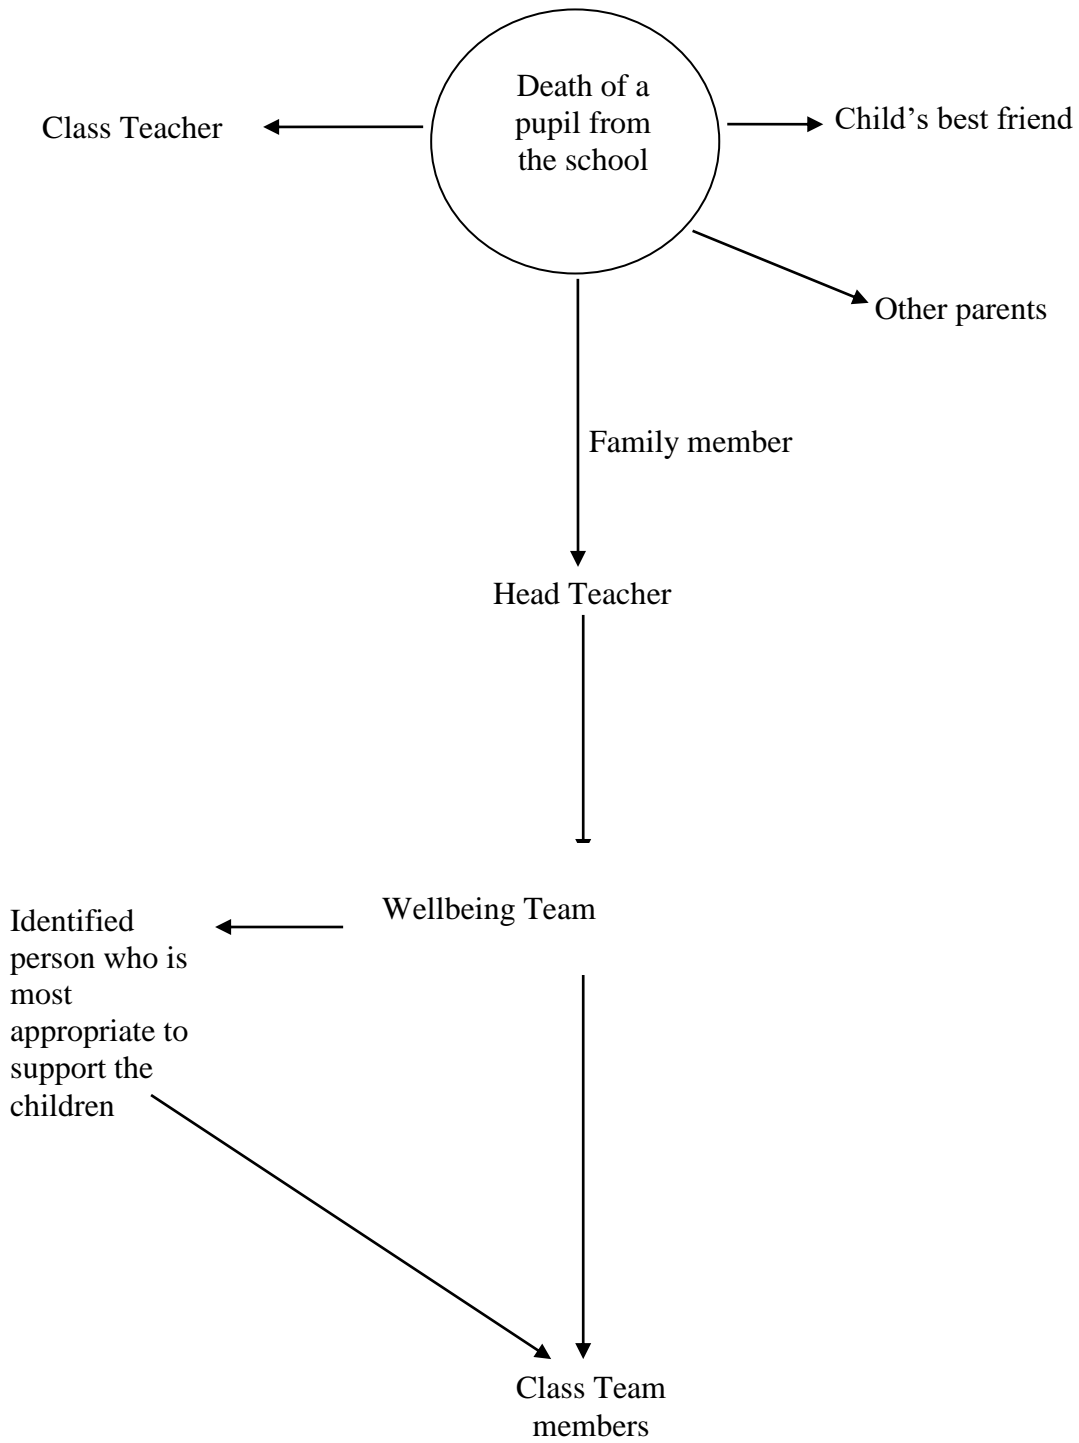 Death of a
pupil from
the school
Class Teacher
Child’s best friend
Other parents
Family member
Head Teacher
Wellbeing Team
Identified
person who is
most
appropriate to
support the
children
Class Team
members